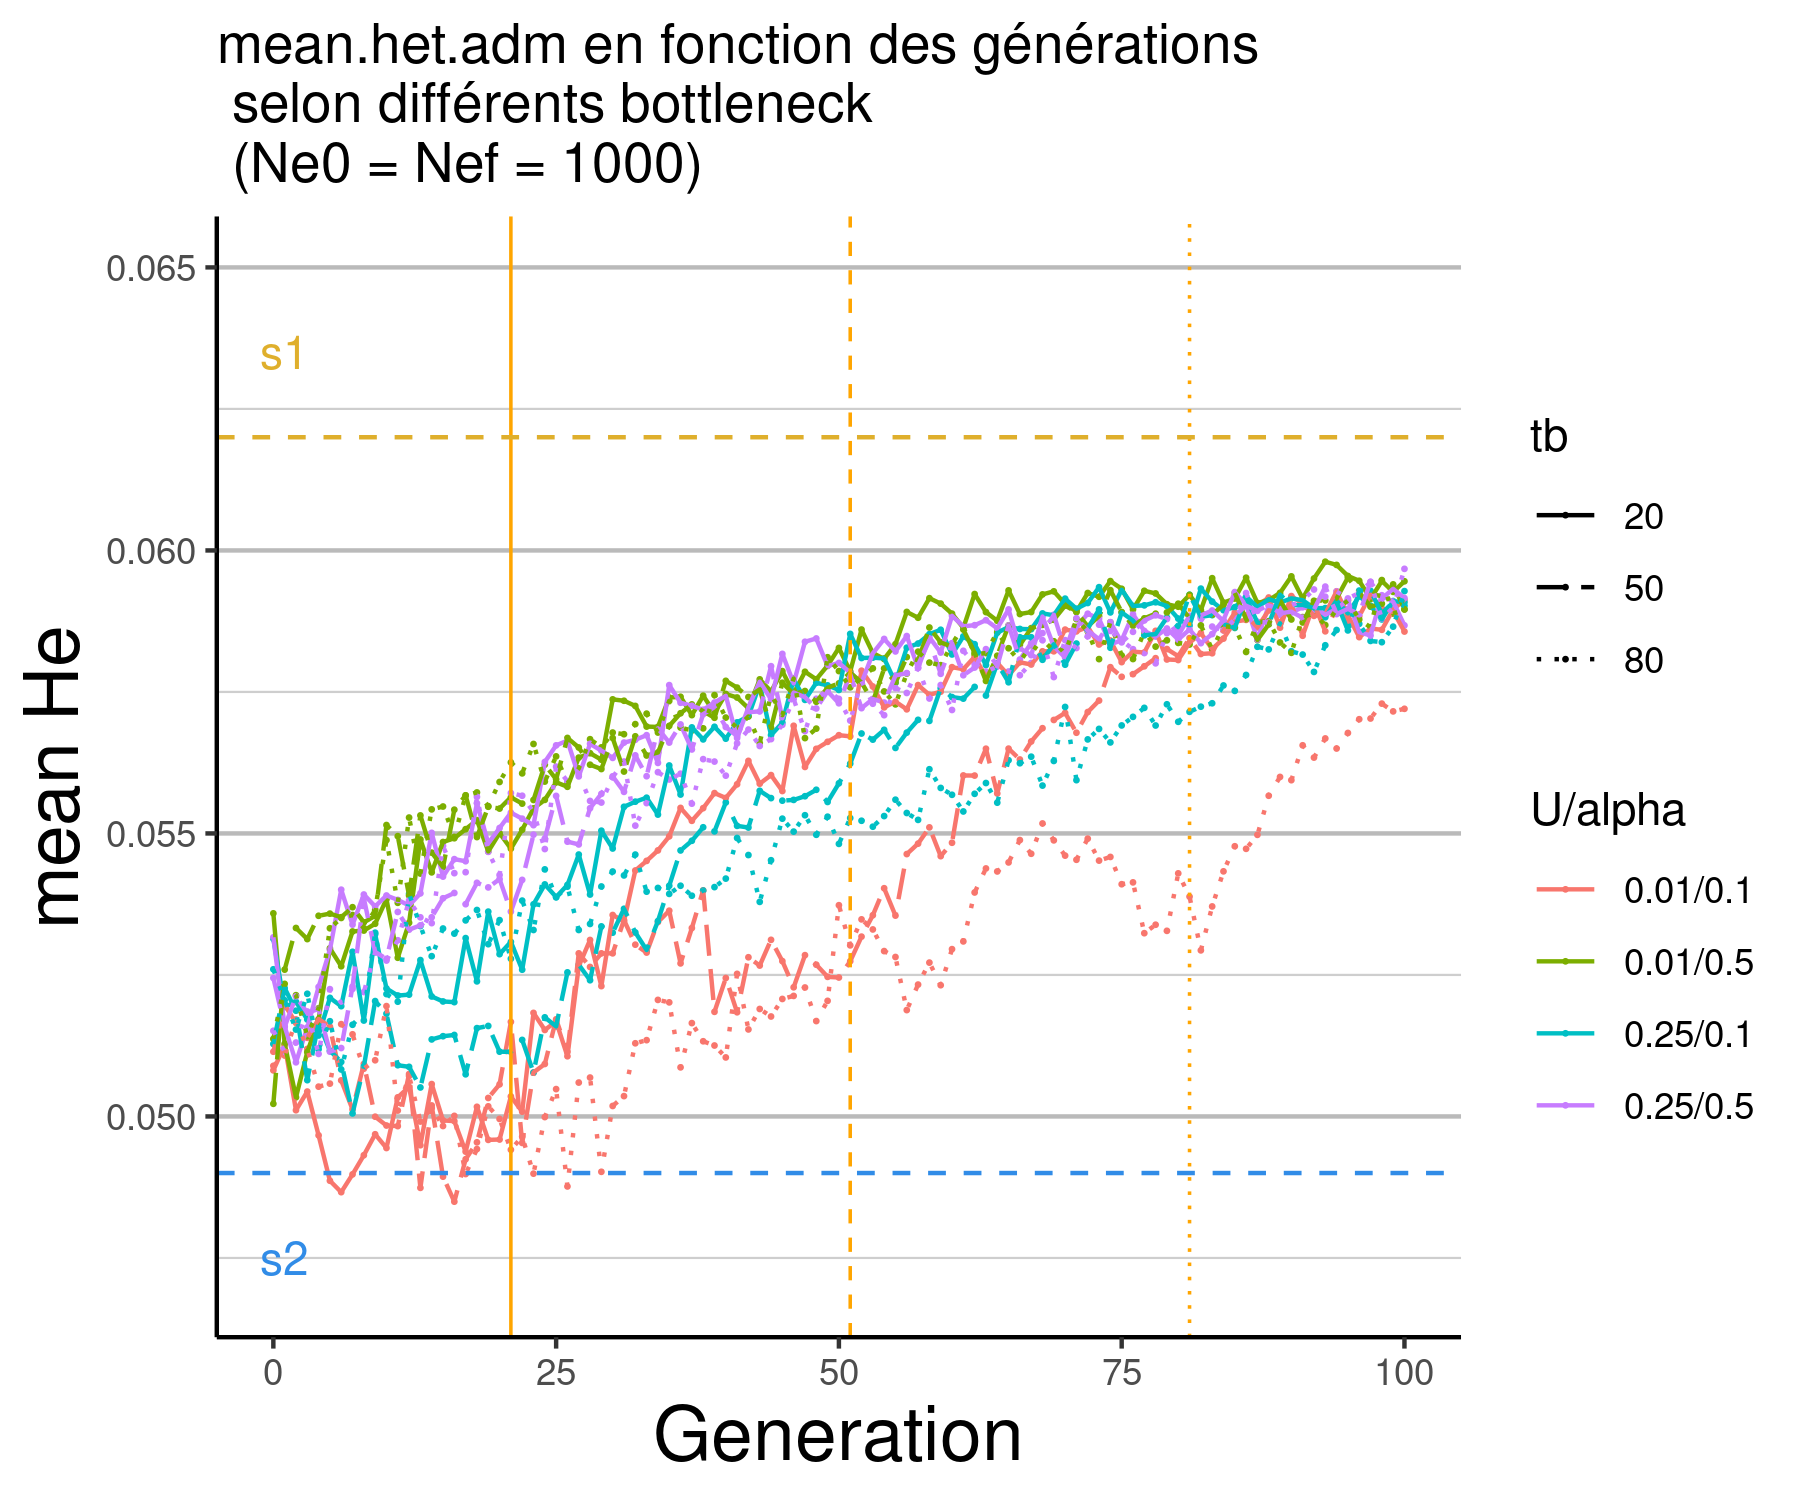 mean.het.adm en fonction des générations
selon différents bottleneck
(Ne0 = Nef = 1000)
mean He
0.065
0.060
0.055
0.050
s1
s2
0
25
50
75
100
Generation
tb
20
50
80
U/alpha
0.01/0.1
0.01/0.5
0.25/0.1
0.25/0.5